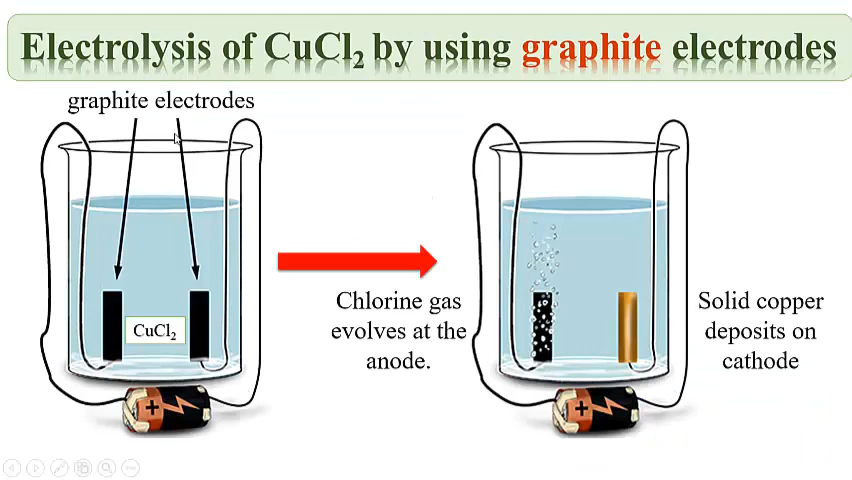 Electrolysis of CuCl₂ by using graphite electrodes
graphite electrodes
CuCl₂
+
Chlorine gas
evolves at the
anode.
+
Solid copper
deposits on
cathode